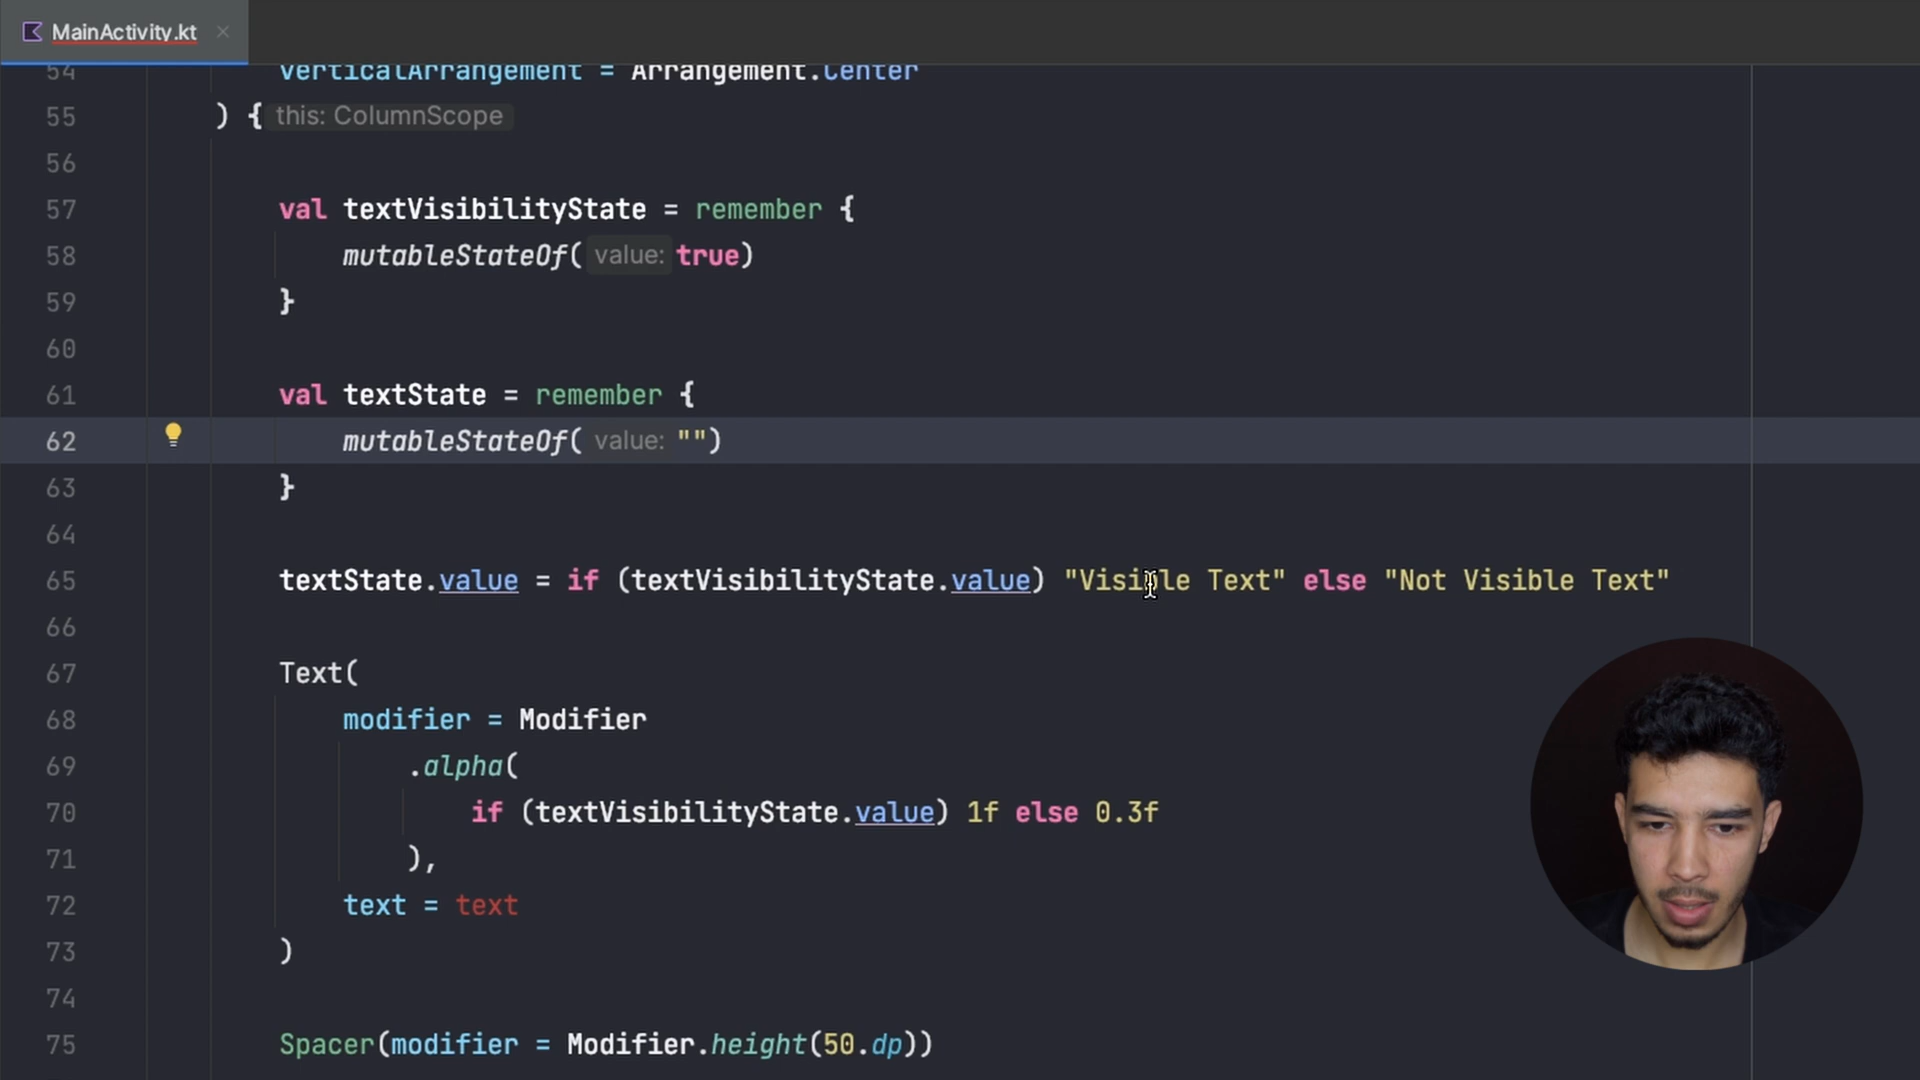 MainActivity.kt
54 verticalArrangement = Arrangement.Center
55 ) { this: ColumnScope
56
57 val textVisibilityState = remember {
58 mutableStateOf( value: true)
59 }
60
61 val textState = remember {
62 mutableStateOf( value: "")
63 }
64
65 textState.value = if (textVisibilityState.value) "Visible Text" else "Not Visible Text"
66
67 Text(
68 modifier = Modifier
69 .alpha(
70 if (textVisibilityState.value) 1f else 0.3f
71 ),
72 text = text
73 )
74
75 Spacer(modifier = Modifier.height(50.dp))